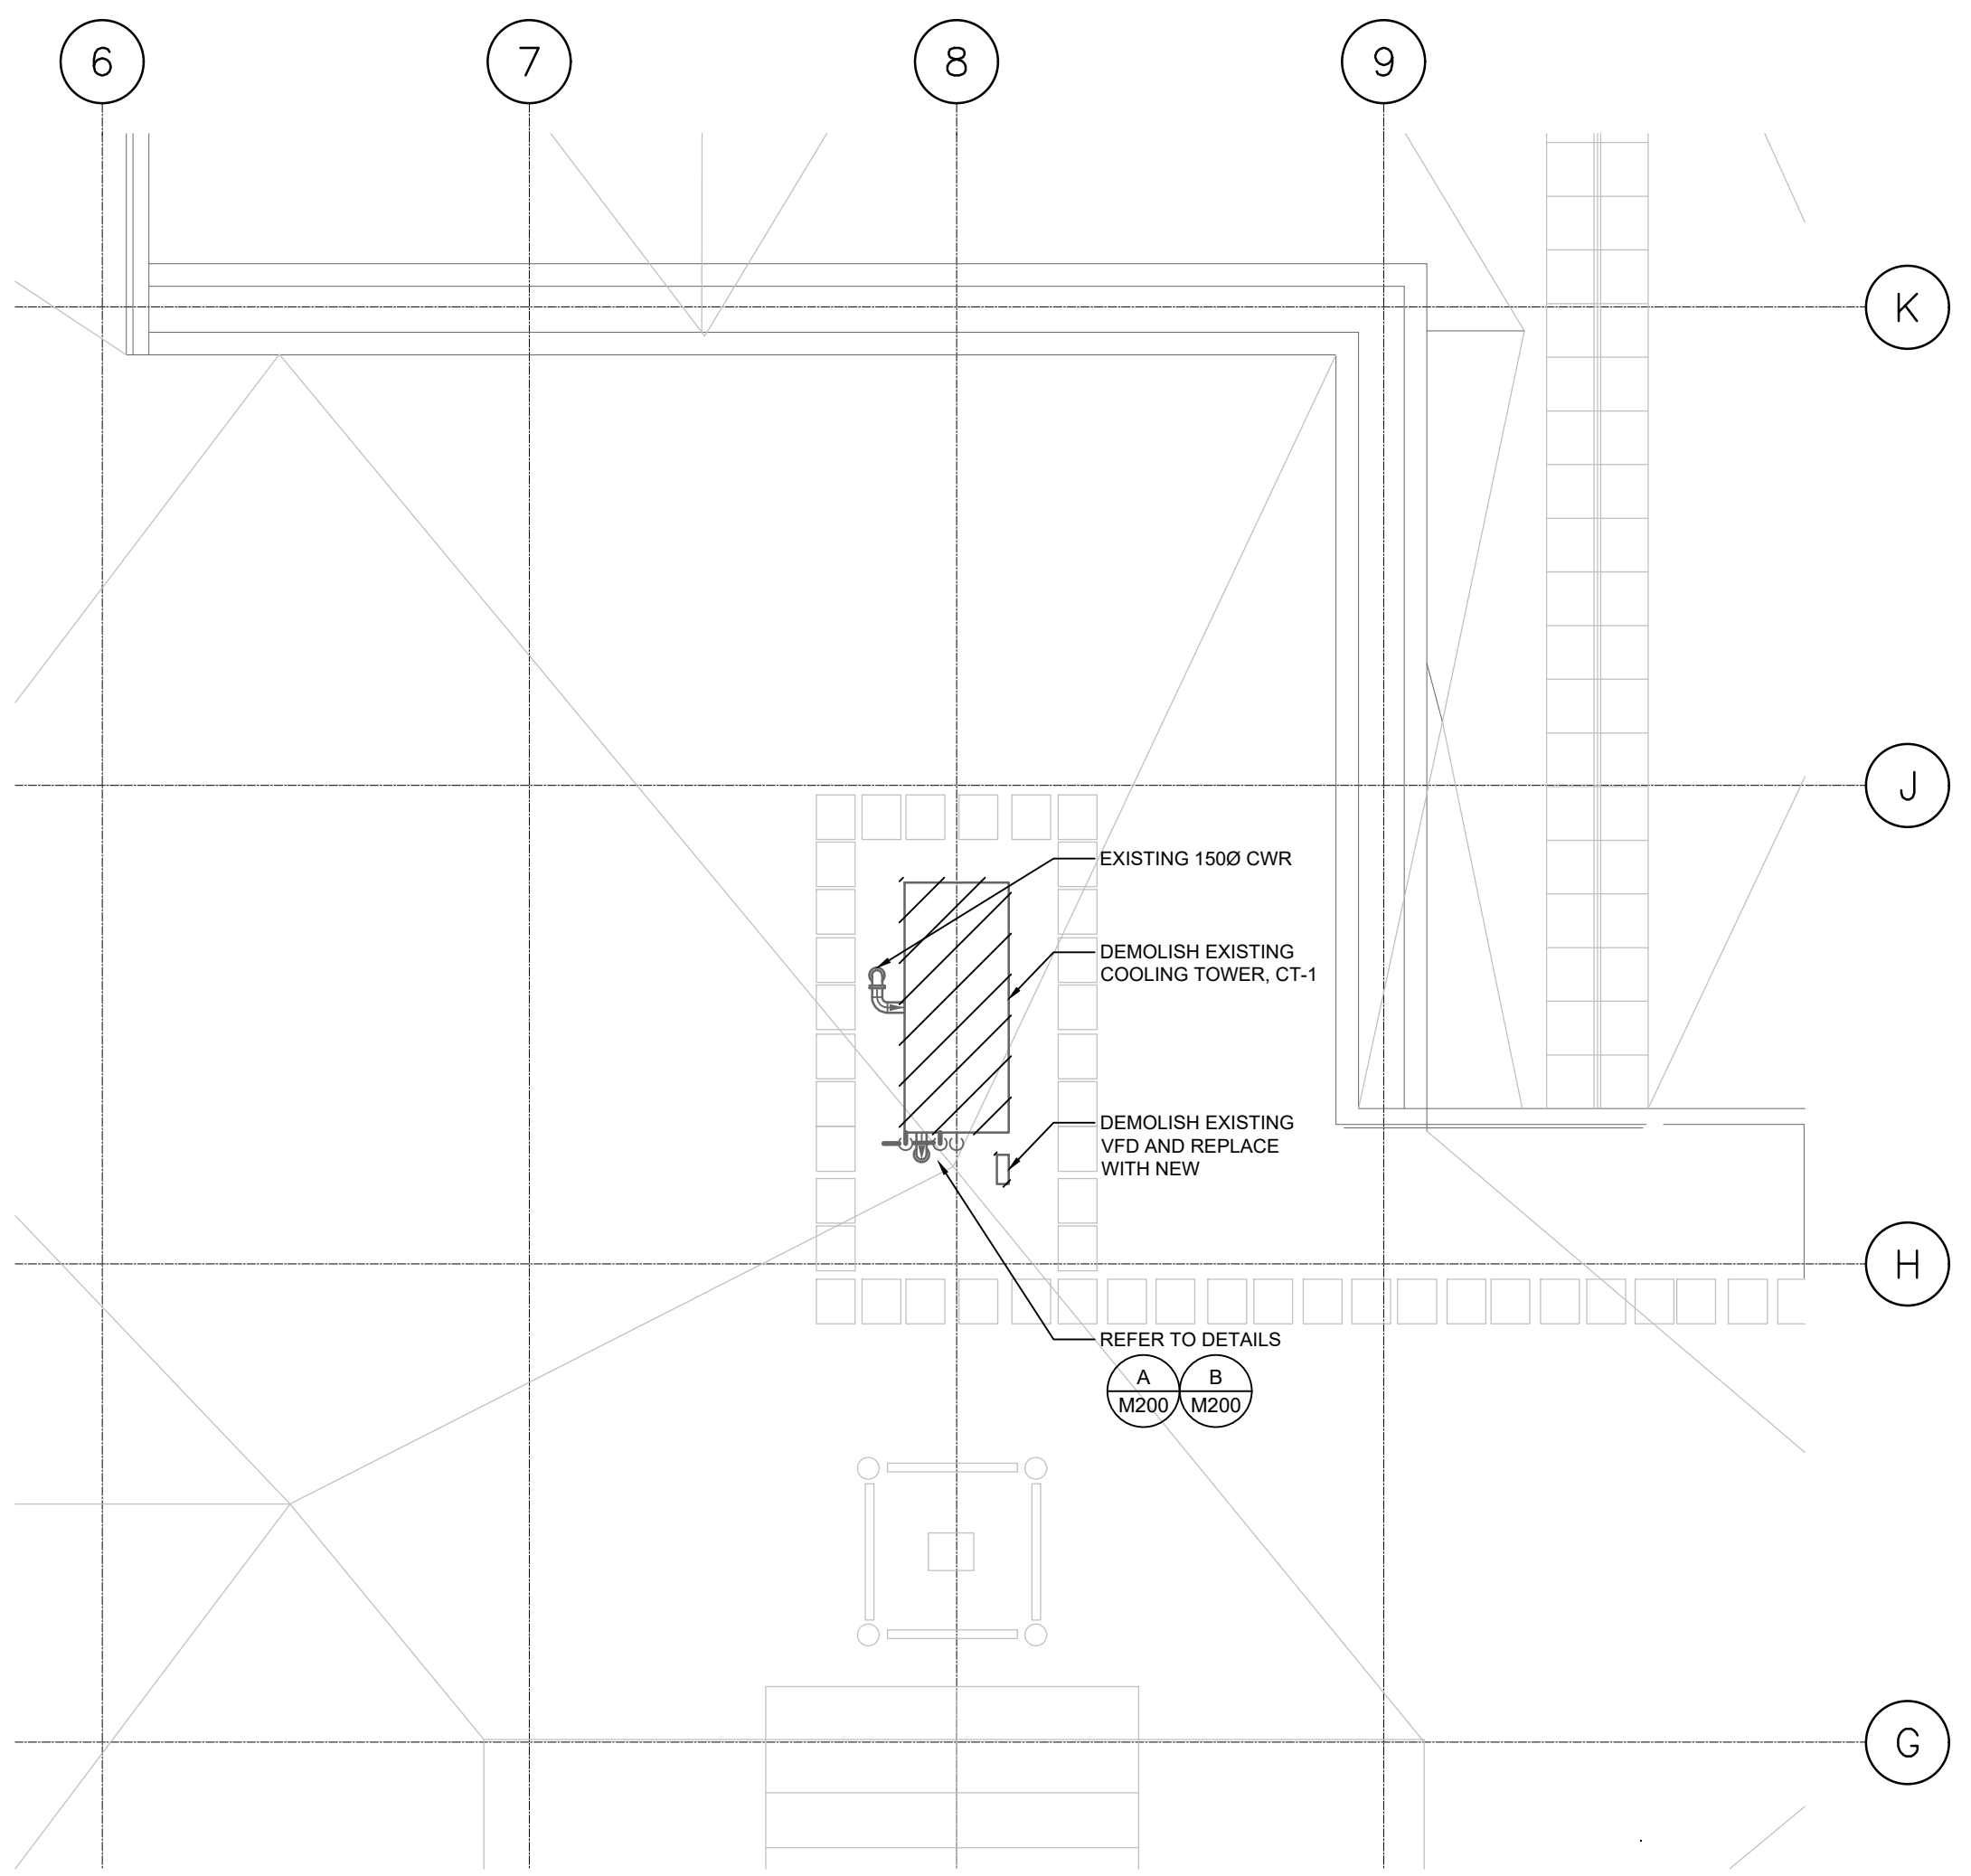 6
7
8
9
K
J
EXISTING 150Ø CWR
DEMOLISH EXISTING
COOLING TOWER, CT-1
DEMOLISH EXISTING
VFD AND REPLACE
WITH NEW
H
REFER TO DETAILS
A B
M200 M200
G